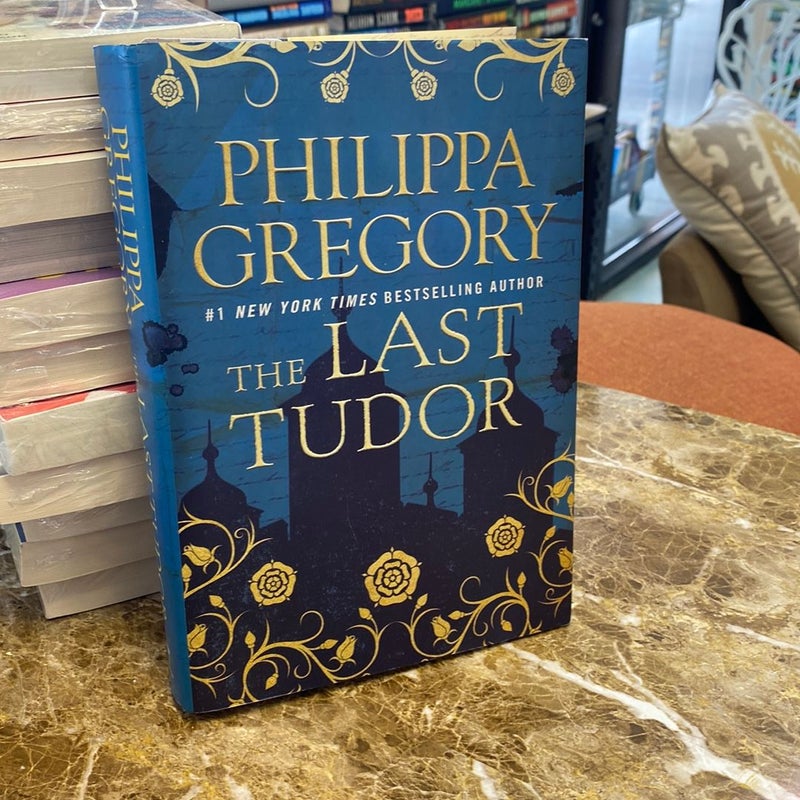 PHILIPPA
GREGORY
#1 NEW YORK TIMES BESTSELLING AUTHOR
THE LAST
TUDOR
PHILIPPA
GREGORY